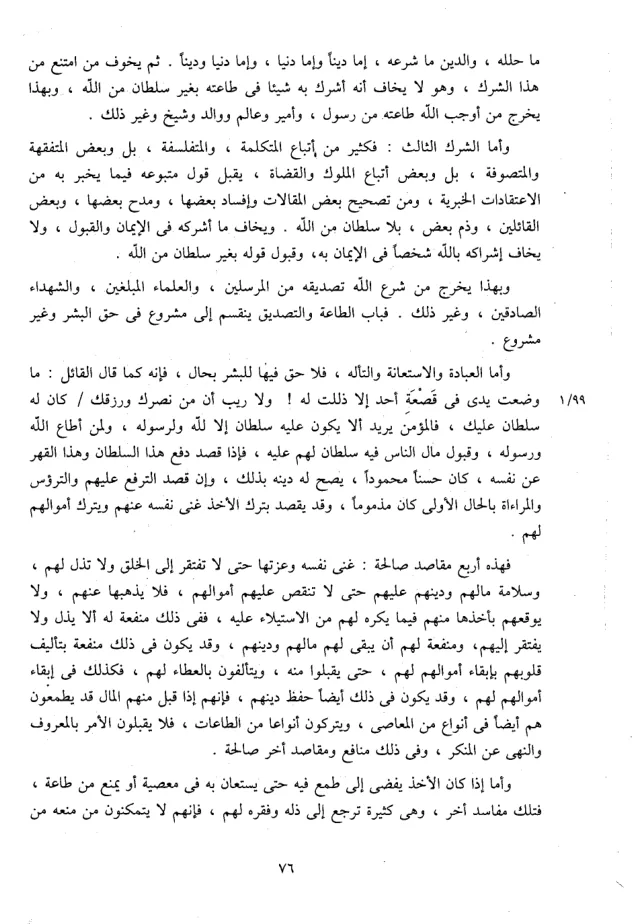 ما حلله ، والدين ما شرعه ، إما ديناً وإما دنيا ، وإما دنيا وديناً . ثم يخوف من امتنع من
هذا الشرك ، وهو لا يخاف أنه أشرك به شيئا فى طاعته بغير سلطان من الله ، وبهذا
يخرج من أوجب الله طاعته من رسول ، وأمير وعالم ووالد وشيخ وغير ذلك .
وأما الشرك الثالث : فكثير من أتباع المتكلمة ، والمتفلسفة ، بل وبعض المتفقهة
والمتصوفة ، بل وبعض أتباع الملوك والقضاة ، يقبل قول متبوعه فيما يخبر به من
الاعتقادات الخبرية ، ومن تصحيح بعض المقالات وإفساد بعضها ، ومدح بعضها ، وبعض
القائلين ، وذم بعض ، بلا سلطان من الله . ويخاف ما أشركه فى الإيمان والقبول ، ولا
يخاف إشراكه بالله شخصاً فى الإيمان به، وقبول قوله بغير سلطان من الله .
وبهذا يخرج من شرع الله تصديقه من المرسلين ، والعلماء المبلغين ، والشهداء
الصادقين ، وغير ذلك . فباب الطاعة والتصديق ينقسم إلى مشروع فى حق البشر وغير
مشروع .
وأما العبادة والاستعانة والتأله ، فلا حق فيها للبشر بحال ، فإنه كما قال القائل : ما
١/٩٩ وضعت يدى فى قَصْعَةِ أحد إلا ذللت له ! ولا ريب أن من نصرك ورزقك / كان له
سلطان عليك ، فالمؤمن يريد ألا يكون عليه سلطان إلا لله ولرسوله ، ولمن أطاع الله
ورسوله ، وقبول مال الناس فيه سلطان لهم عليه ، فإذا قصد دفع هذا السلطان وهذا القهر
عن نفسه ، كان حسناً محموداً ، يصح له دينه بذلك ، وإن قصد الترفع عليهم والترؤس
والمراءاة بالحال الأولى كان مذموماً ، وقد يقصد بترك الأخذ غنى نفسه عنهم ويترك أموالهم
لهم .
فهذه أربع مقاصد صالحة : غنى نفسه وعزتها حتى لا تفتقر إلى الخلق ولا تذل لهم ،
وسلامة مالهم ودينهم عليهم حتى لا تنقص عليهم أموالهم ، فلا يذهبها عنهم ، ولا
يوقعهم بأخذها منهم فيما يكره لهم من الاستيلاء عليه ، ففى ذلك منفعة له ألا يذل ولا
يفتقر إليهم، ومنفعة لهم أن يبقى لهم مالهم ودينهم ، وقد يكون فى ذلك منفعة بتأليف
قلوبهم بإبقاء أموالهم لهم ، حتى يقبلوا منه ، ويتألفون بالعطاء لهم ، فكذلك فى إبقاء
أموالهم لهم ، وقد يكون فى ذلك أيضاً حفظ دينهم ، فإنهم إذا قبل منهم المال قد يطمعون
هم أيضاً فى أنواع من المعاصى ، ويتركون أنواعا من الطاعات ، فلا يقبلون الأمر بالمعروف
والنهى عن المنكر ، وفى ذلك منافع ومقاصد أخر صالحة .
وأما إذا كان الأخذ يفضى إلى طمع فيه حتى يستعان به فى معصية أو يمنع من طاعة ،
فتلك مفاسد أخر ، وهى كثيرة ترجع إلى ذله وفقره لهم ، فإنهم لا يتمكنون من منعه من
٧٦